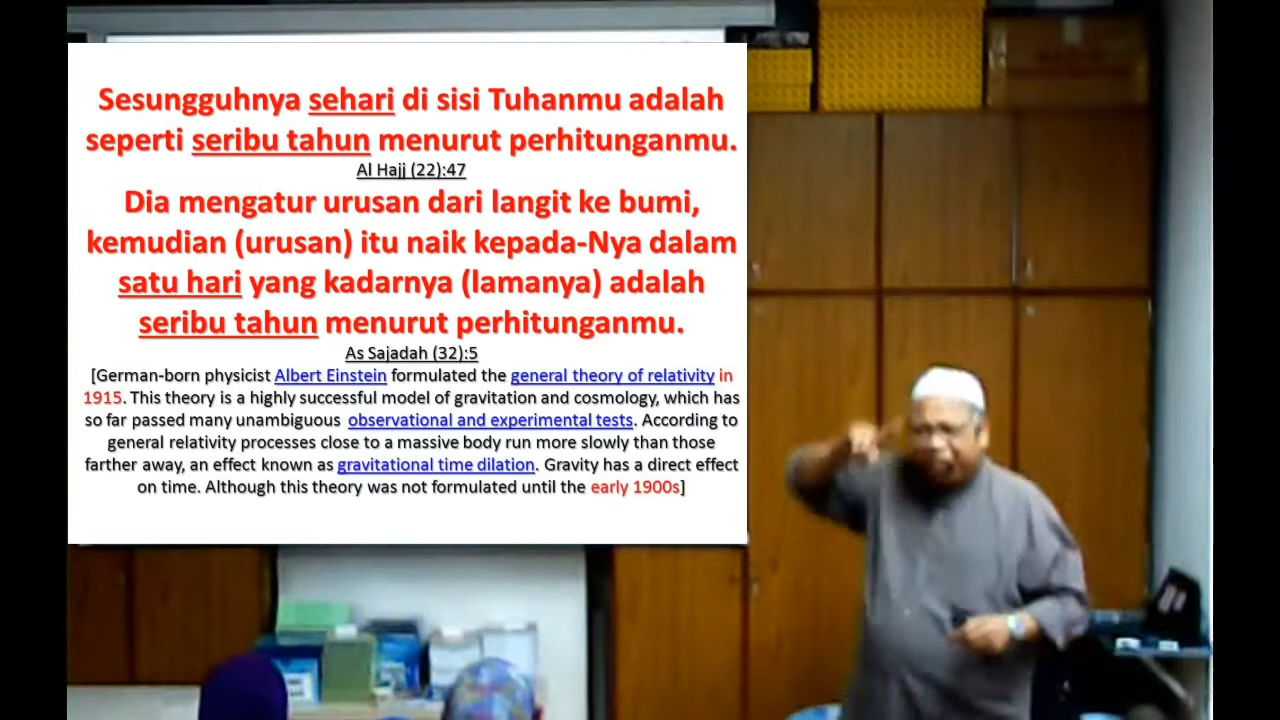 Sesungguhnya sehari di sisi Tuhanmu adalah
seperti seribu tahun menurut perhitunganmu.
Al Hajj (22):47
Dia mengatur urusan dari langit ke bumi,
kemudian (urusan) itu naik kepada-Nya dalam
satu hari yang kadarnya (lamanya) adalah
seribu tahun menurut perhitunganmu.
As Sajadah (32):5
[German-born physicist Albert Einstein formulated the general theory of relativity in
1915. This theory is a highly successful model of gravitation and cosmology, which has
so far passed many unambiguous observational and experimental tests. According to
general relativity processes close to a massive body run more slowly than those
farther away, an effect known as gravitational time dilation. Gravity has a direct effect
on time. Although this theory was not formulated until the early 1900s]